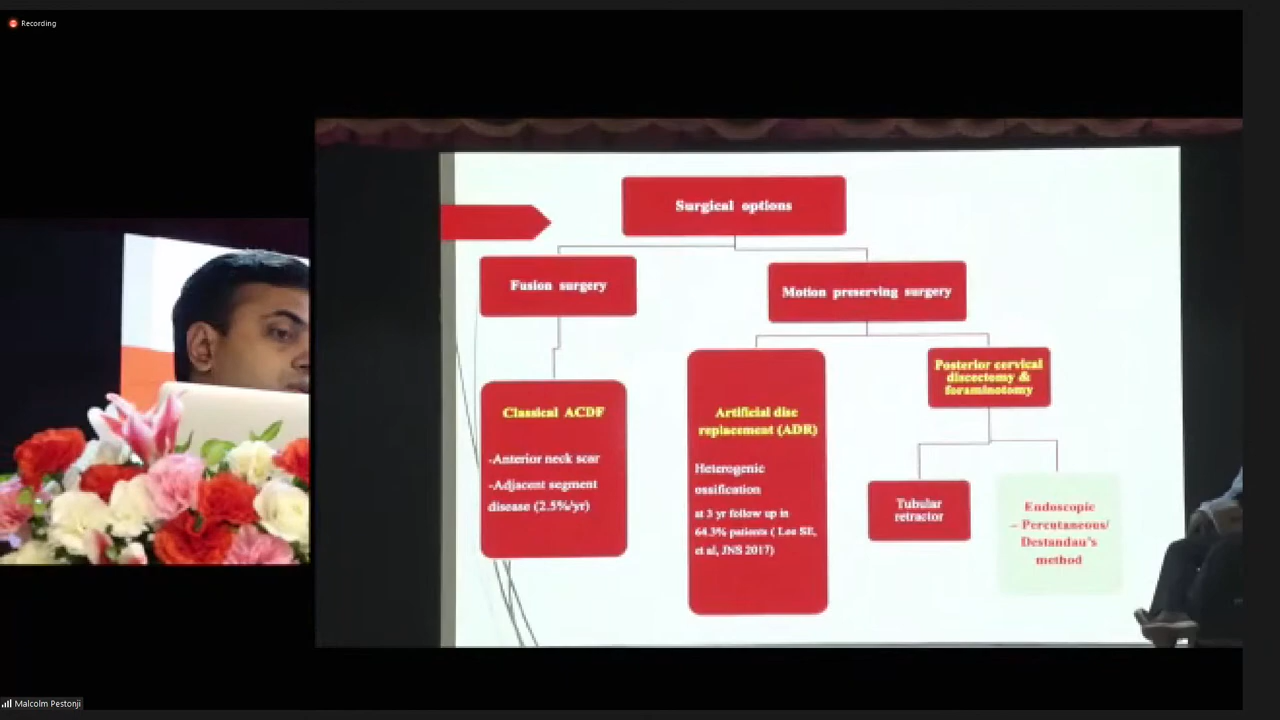 Recording
Surgical options
Fusion surgery
Motion preserving surgery
Classical ACDF
-Anterior neck scar
-Adjacent segment
disease (2.5%/yr)
Artificial disc
replacement (ADR)
Heterogenic
ossification
at 3 yr follow up in
64.3% patients ( Lee SE,
et al, JNS 2017)
Posterior cervical
discectomy &
foraminotomy
Tubular
retractor
Endoscopic
– Percutaneous/
Destandau's
method
Malcolm Pestonji